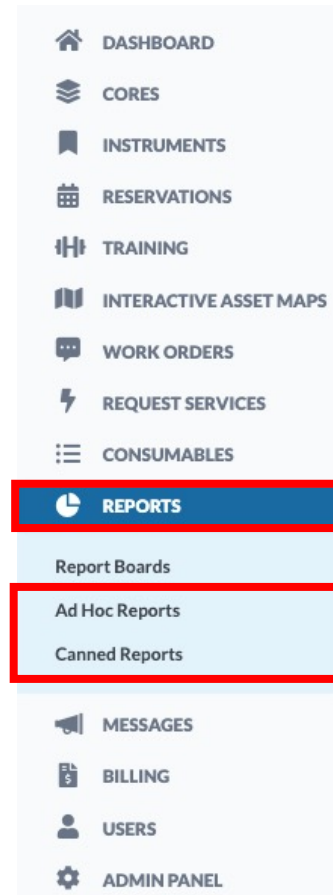 DASHBOARD
CORES
INSTRUMENTS
RESERVATIONS
TRAINING
INTERACTIVE ASSET MAPS
WORK ORDERS
REQUEST SERVICES
CONSUMABLES
REPORTS
Report Boards
Ad Hoc Reports
Canned Reports
MESSAGES
BILLING
USERS
ADMIN PANEL